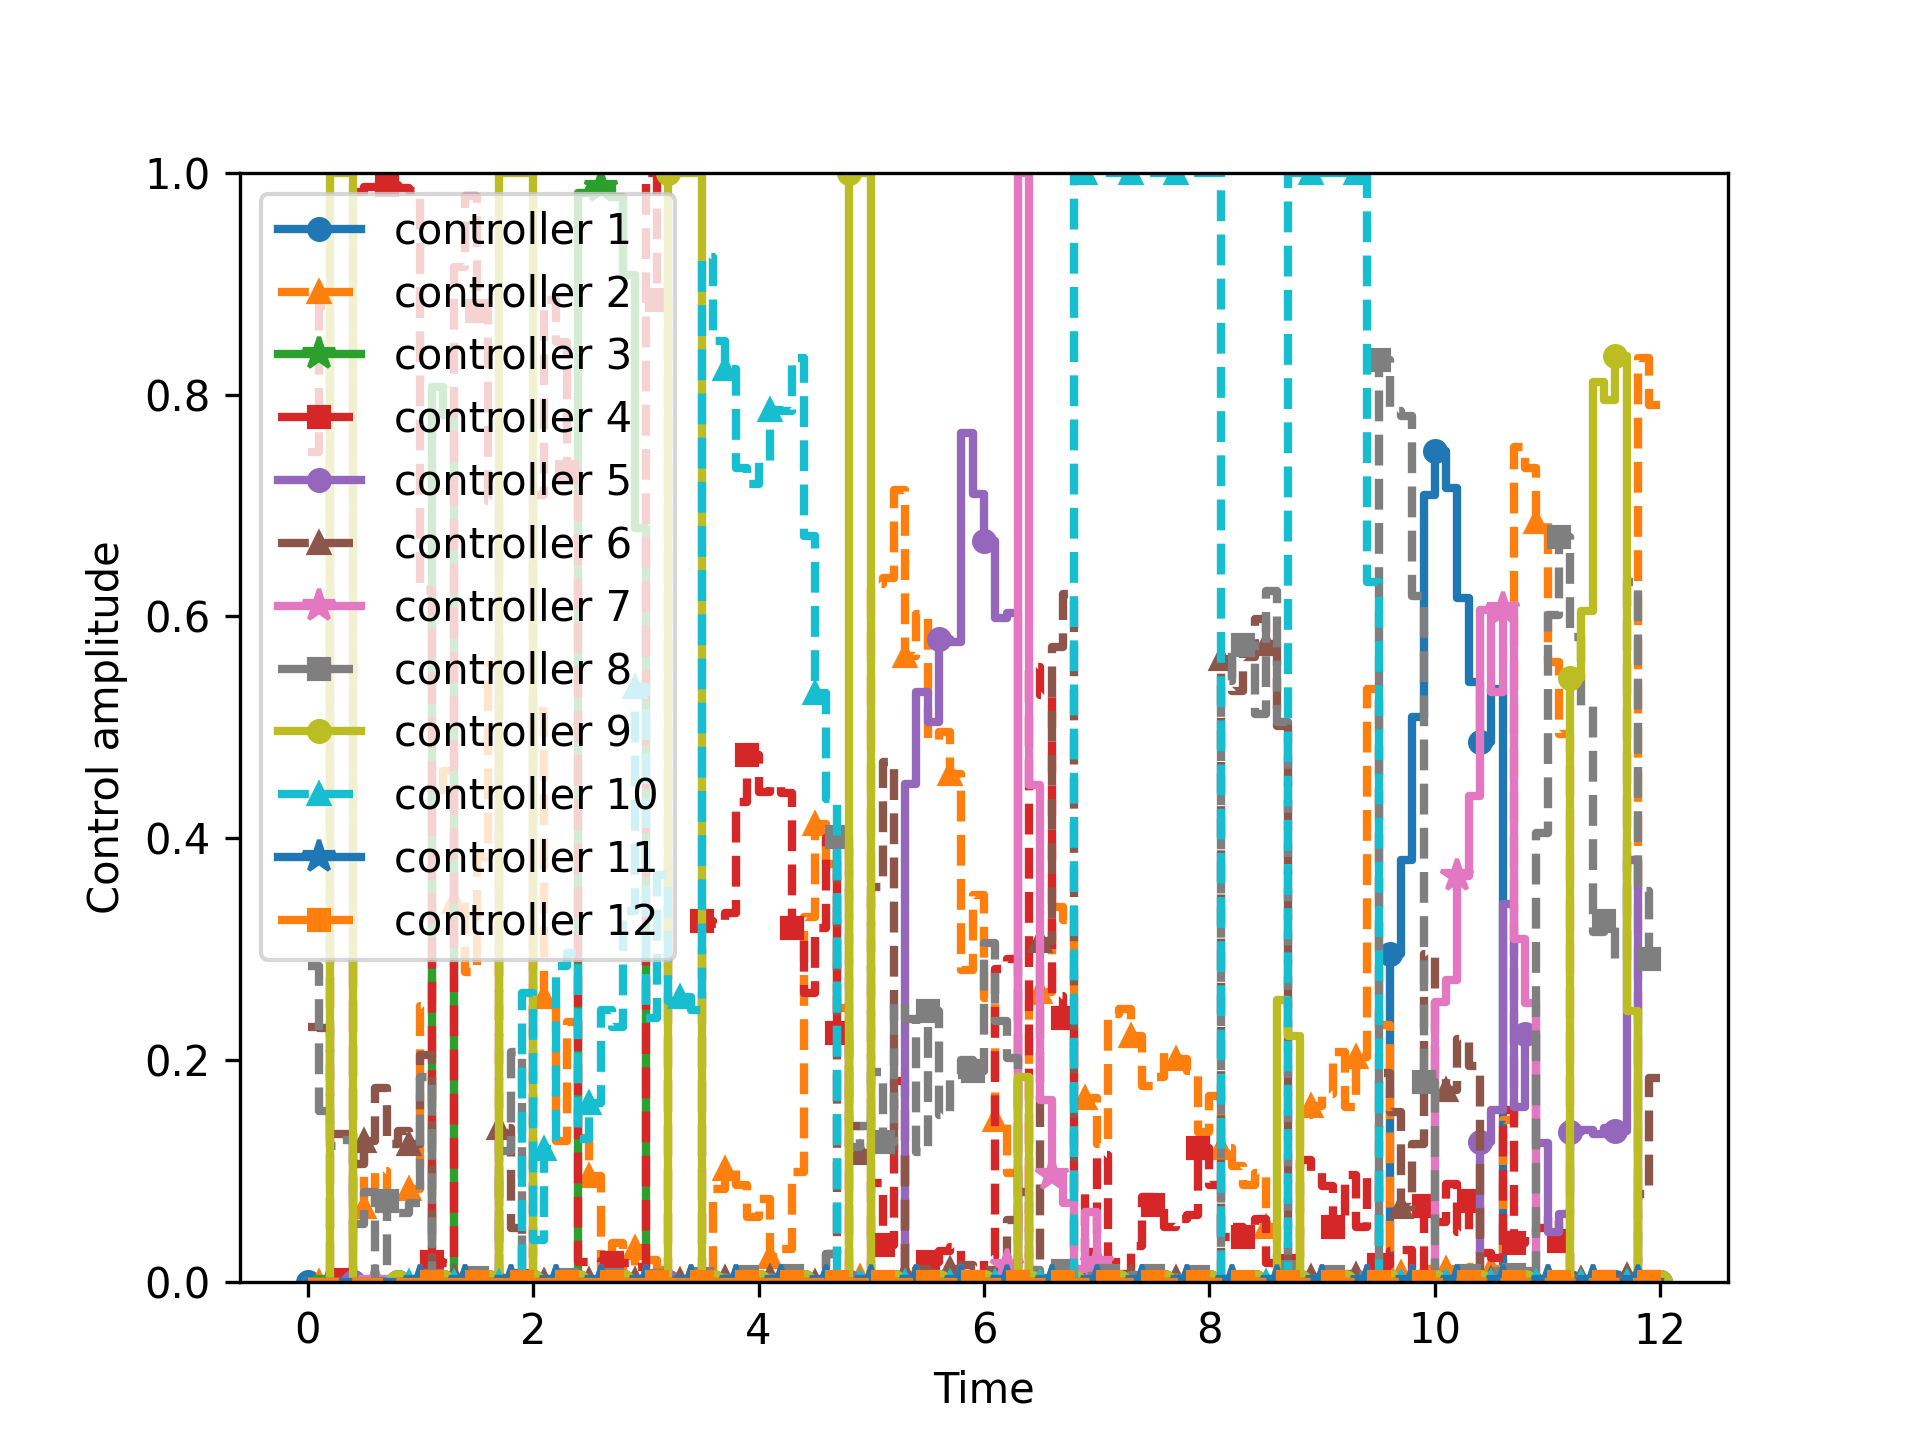 1.0
0.8
0.6
0.4
0.2
0.0
Control amplitude
controller 1
controller 2
controller 3
controller 4
controller 5
controller 6
controller 7
controller 8
controller 9
controller 10
controller 11
controller 12
0 2 4 6 8 10 12
Time